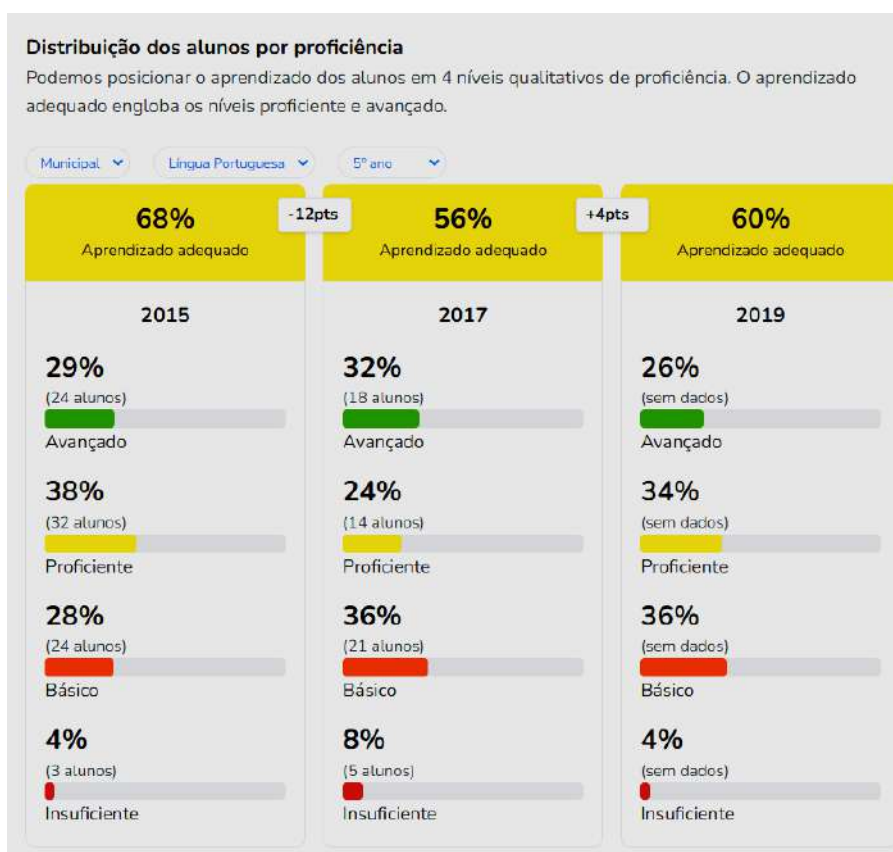 Distribuição dos alunos por proficiência
Podemos posicionar o aprendizado dos alunos em 4 níveis qualitativos de proficiência. O aprendizado
adequado engloba os níveis proficiente e avançado.
Municipal
Língua Portuguesa
5º ano
68%
Aprendizado adequado
-12pts
56%
Aprendizado adequado
+4pts
60%
Aprendizado adequado
2015
29%
(24 alunos)
Avançado
38%
(32 alunos)
Proficiente
28%
(24 alunos)
Básico
4%
(3 alunos)
Insuficiente
2017
32%
(18 alunos)
Avançado
24%
(14 alunos)
Proficiente
36%
(21 alunos)
Básico
8%
(5 alunos)
Insuficiente
2019
26%
(sem dados)
Avançado
34%
(sem dados)
Proficiente
36%
(sem dados)
Básico
4%
(sem dados)
Insuficiente